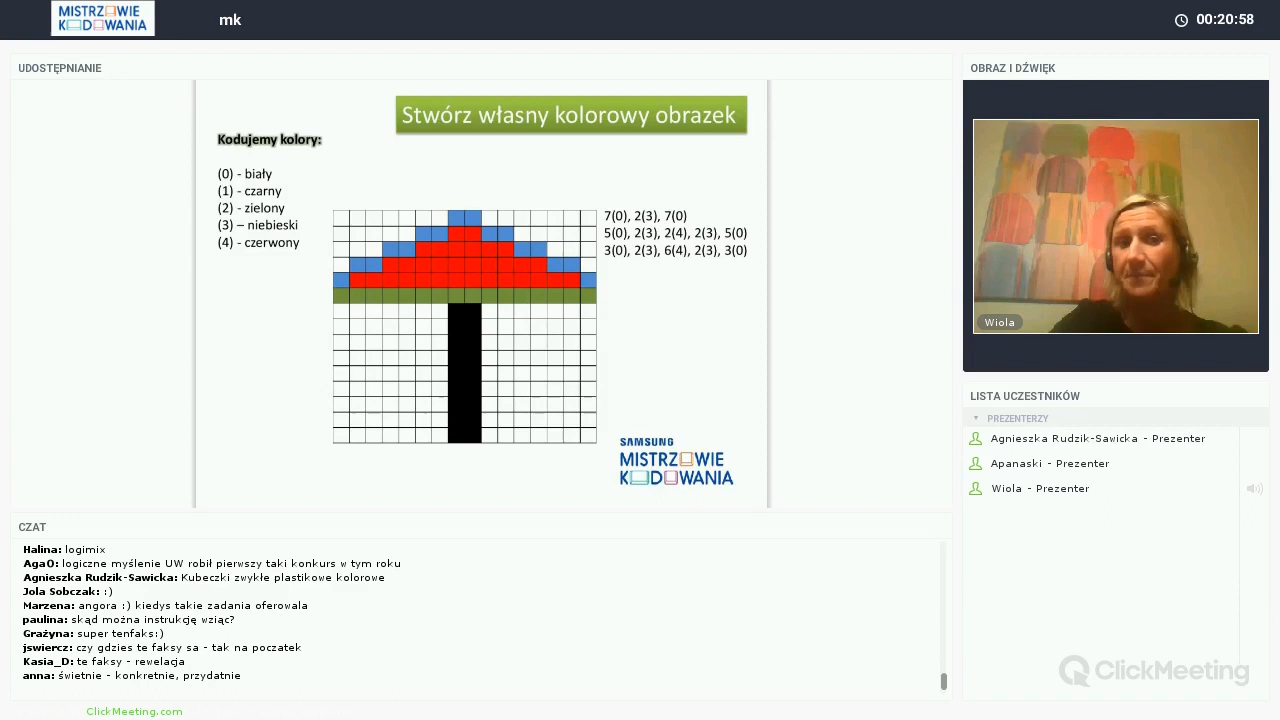 MISTRZOWIE
KODOWANIA
mk
00:20:58
UDOSTĘPNIANIE
Stwórz własny kolorowy obrazek
Kodujemy kolory:
(0) - biały
(1) - czarny
(2) - zielony
(3) – niebieski
(4) - czerwony
7(0), 2(3), 7(0)
5(0), 2(3), 2(4), 2(3), 5(0)
3(0), 2(3), 6(4), 2(3), 3(0)
SAMSUNG
MISTRZOWIE
KODOWANIA
CZAT
Halina: logimix
AgaO: logiczne myślenie UW robił pierwszy taki konkurs w tym roku
Agnieszka Rudzik-Sawicka: Kubeczki zwykłe plastikowe kolorowe
Jola Sobczak: :)
Marzena: angora :) kiedys takie zadania oferowala
paulina: skąd można instrukcję wziąc?
Grażyna: super tenfaks:)
jswiercz: czy gdzies te faksy sa - tak na poczatek
Kasia_D: te faksy - rewelacja
anna: świetnie - konkretnie, przydatnie
ClickMeeting.com
OBRAZ I DŹWIĘK
Wiola
LISTA UCZESTNIKÓW
PREZENTERZY
Agnieszka Rudzik-Sawicka - Prezenter
Apanaski - Prezenter
Wiola - Prezenter
ClickMeeting